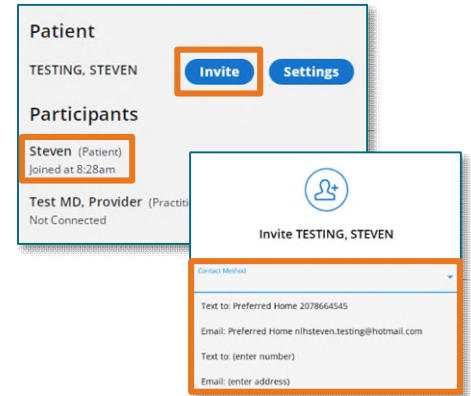 Patient
TESTING, STEVEN Invite Settings
Participants
Steven (Patient)
Joined at 8:28am
Test MD, Provider (Practiti
Not Connected
Invite TESTING, STEVEN
Contact Method
Text to: Preferred Home 2078664545
Email: Preferred Home nlhsteven.testing@hotmail.com
Text to: (enter number)
Email: (enter address)